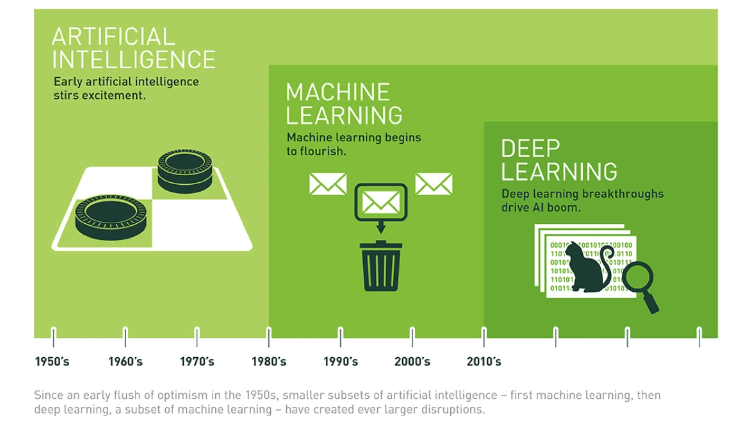 ARTIFICIAL
INTELLIGENCE
Early artificial intelligence
stirs excitement.
MACHINE
LEARNING
Machine learning begins
to flourish.
DEEP
LEARNING
Deep learning breakthroughs
drive AI boom.
1950's
1960's
1970's
1980's
1990's
2000's
2010's
Since an early flush of optimism in the 1950s, smaller subsets of artificial intelligence – first machine learning, then
deep learning, a subset of machine learning – have created ever larger disruptions.